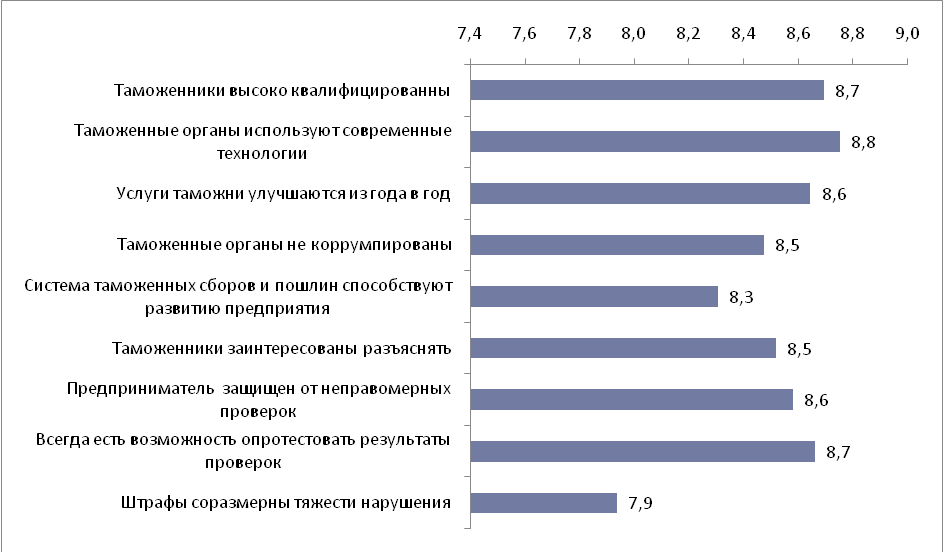 7,4 7,6 7,8 8,0 8,2 8,4 8,6 8,8 9,0
Таможенники высоко квалифицированны
8,7
Таможенные органы используют современные
технологии
8,8
Услуги таможни улучшаются из года в год
8,6
Таможенные органы не коррумпированы
8,5
Система таможенных сборов и пошлин способствуют
развитию предприятия
8,3
Таможенники заинтересованы разъяснять
8,5
Предприниматель защищен от неправомерных
проверок
8,6
Всегда есть возможность опротестовать результаты
проверок
8,7
Штрафы соразмерны тяжести нарушения
7,9